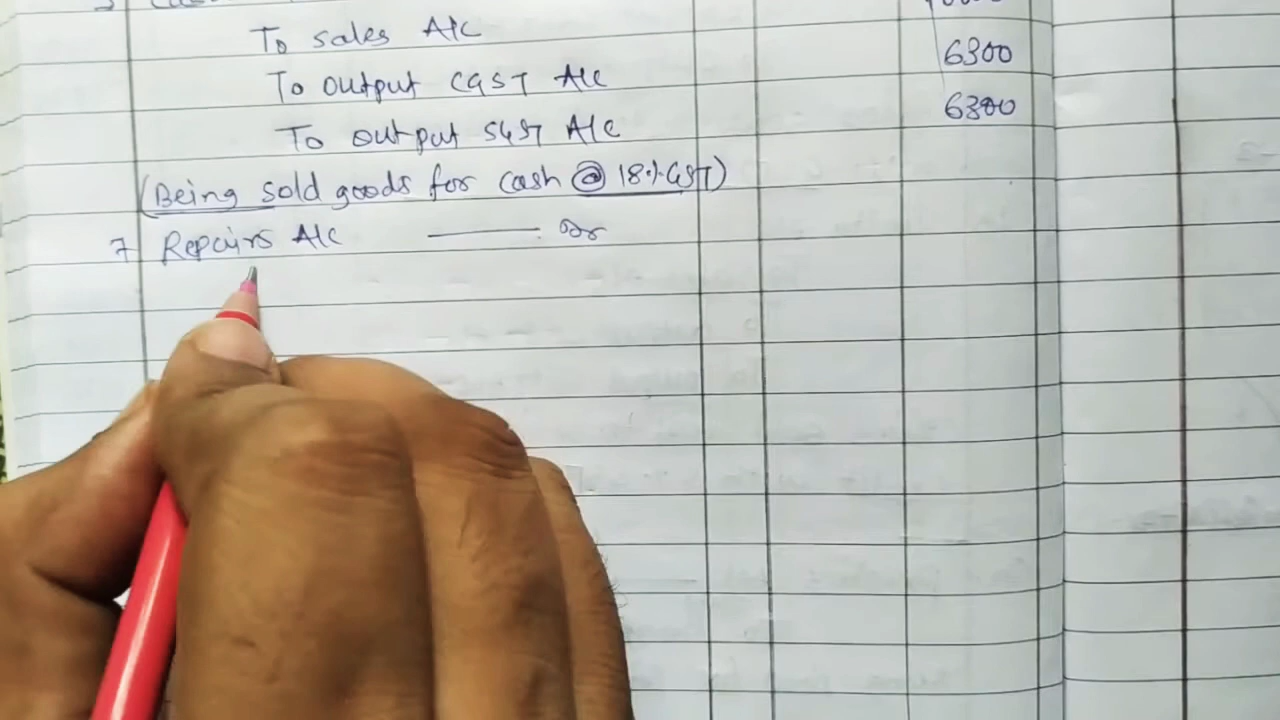 To sales A/C
To output CGST A/C 6300
To output SGST A/C 6300
(Being sold goods for cash @ 18% GST)
7 Repairs A/C Dr